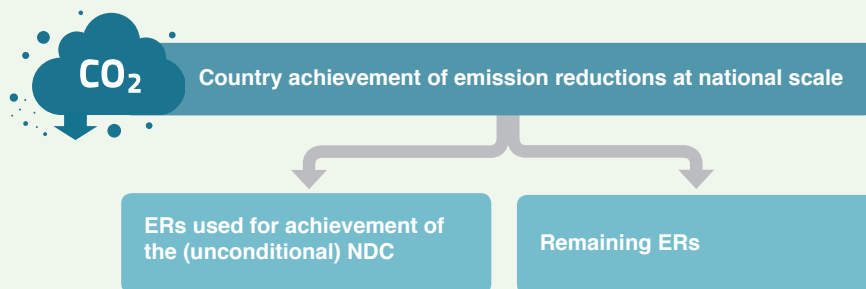 CO₂
Country achievement of emission reductions at national scale
ERs used for achievement of
the (unconditional) NDC
Remaining ERs